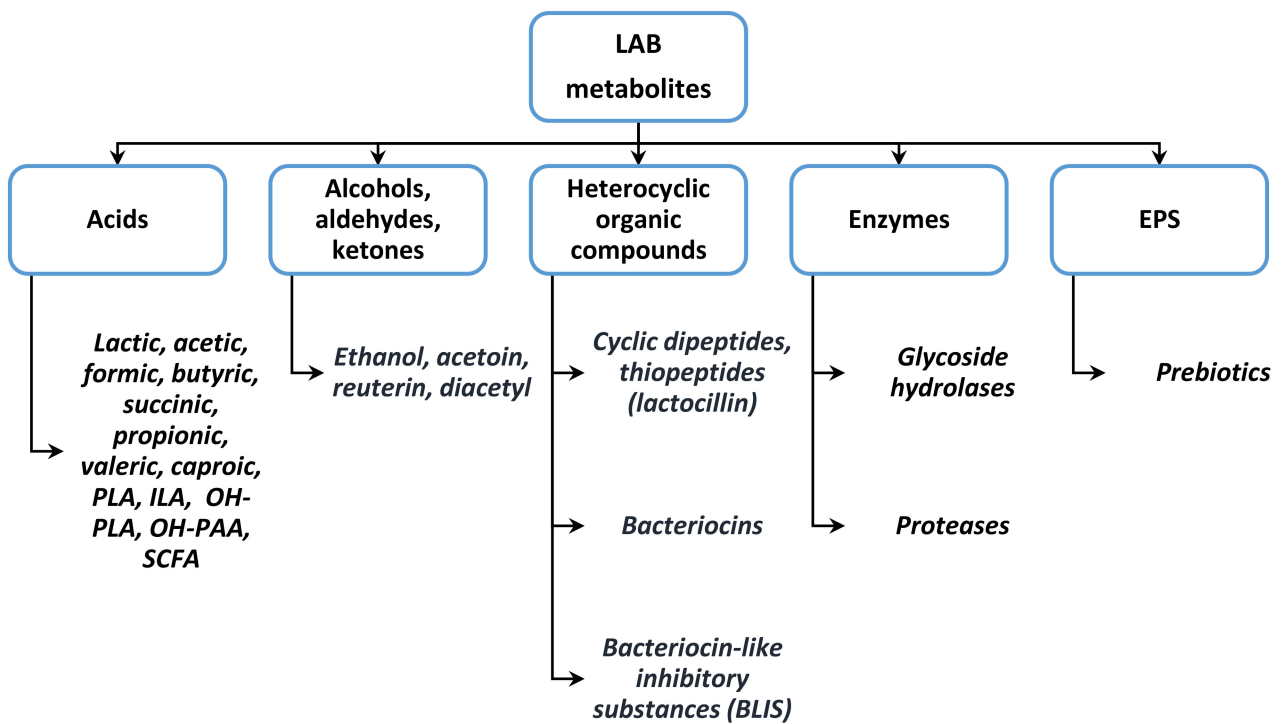 LAB
metabolites
Acids
Alcohols,
aldehydes,
ketones
Heterocyclic
organic
compounds
Enzymes
EPS
Lactic, acetic,
formic, butyric,
succinic,
propionic,
valeric, caproic,
PLA, ILA, OH-
PLA, OH-PAA,
SCFA
Ethanol, acetoin,
reuterin, diacetyl
Cyclic dipeptides,
thiopeptides
(lactocillin)
Bacteriocins
Bacteriocin-like
inhibitory
substances (BLIS)
Glycoside
hydrolases
Proteases
Prebiotics